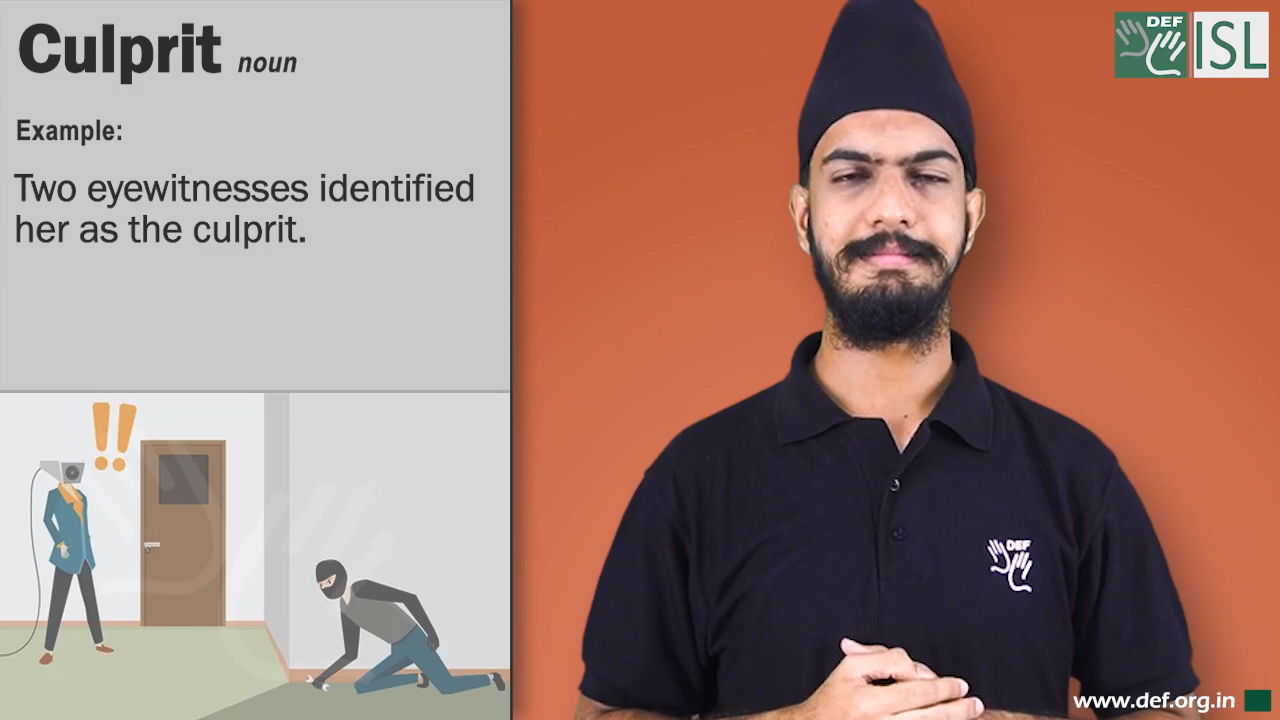 Culprit noun
Example:
Two eyewitnesses identified
her as the culprit.
!!
DEF
ISL
DEF
www.def.org.in